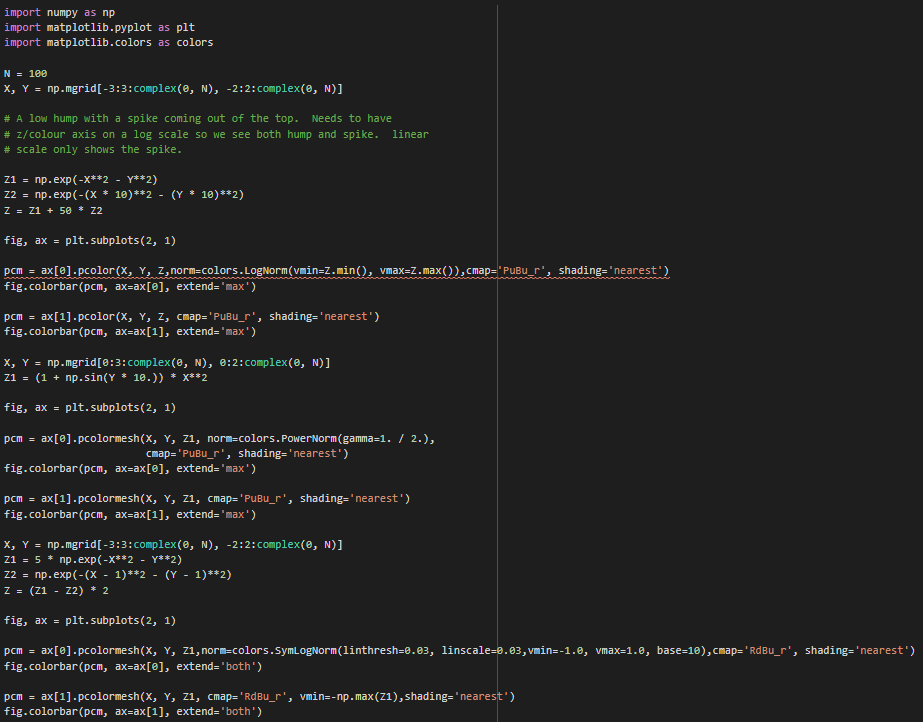 import numpy as np
import matplotlib.pyplot as plt
import matplotlib.colors as colors
N = 100
X, Y = np.mgrid[-3:3:complex(0, N), -2:2:complex(0, N)]
# A low hump with a spike coming out of the top.  Needs to have
# z/colour axis on a log scale so we see both hump and spike.  linear
# scale only shows the spike.
Z1 = np.exp(-X**2 - Y**2)
Z2 = np.exp(-(X * 10)**2 - (Y * 10)**2)
Z = Z1 + 50 * Z2
fig, ax = plt.subplots(2, 1)
pcm = ax[0].pcolor(X, Y, Z,norm=colors.LogNorm(vmin=Z.min(), vmax=Z.max()),cmap='PuBu_r', shading='nearest')
fig.colorbar(pcm, ax=ax[0], extend='max')
pcm = ax[1].pcolor(X, Y, Z, cmap='PuBu_r', shading='nearest')
fig.colorbar(pcm, ax=ax[1], extend='max')
X, Y = np.mgrid[0:3:complex(0, N), 0:2:complex(0, N)]
Z1 = (1 + np.sin(Y * 10.)) * X**2
fig, ax = plt.subplots(2, 1)
pcm = ax[0].pcolormesh(X, Y, Z1, norm=colors.PowerNorm(gamma=1. / 2.),
cmap='PuBu_r', shading='nearest')
fig.colorbar(pcm, ax=ax[0], extend='max')
pcm = ax[1].pcolormesh(X, Y, Z1, cmap='PuBu_r', shading='nearest')
fig.colorbar(pcm, ax=ax[1], extend='max')
X, Y = np.mgrid[-3:3:complex(0, N), -2:2:complex(0, N)]
Z1 = 5 * np.exp(-X**2 - Y**2)
Z2 = np.exp(-(X - 1)**2 - (Y - 1)**2)
Z = (Z1 - Z2) * 2
fig, ax = plt.subplots(2, 1)
pcm = ax[0].pcolormesh(X, Y, Z1,norm=colors.SymLogNorm(linthresh=0.03, linscale=0.03,vmin=-1.0, vmax=1.0, base=10),cmap='RdBu_r', shading='nearest')
fig.colorbar(pcm, ax=ax[0], extend='both')
pcm = ax[1].pcolormesh(X, Y, Z1, cmap='RdBu_r', vmin=-np.max(Z1),shading='nearest')
fig.colorbar(pcm, ax=ax[1], extend='both')